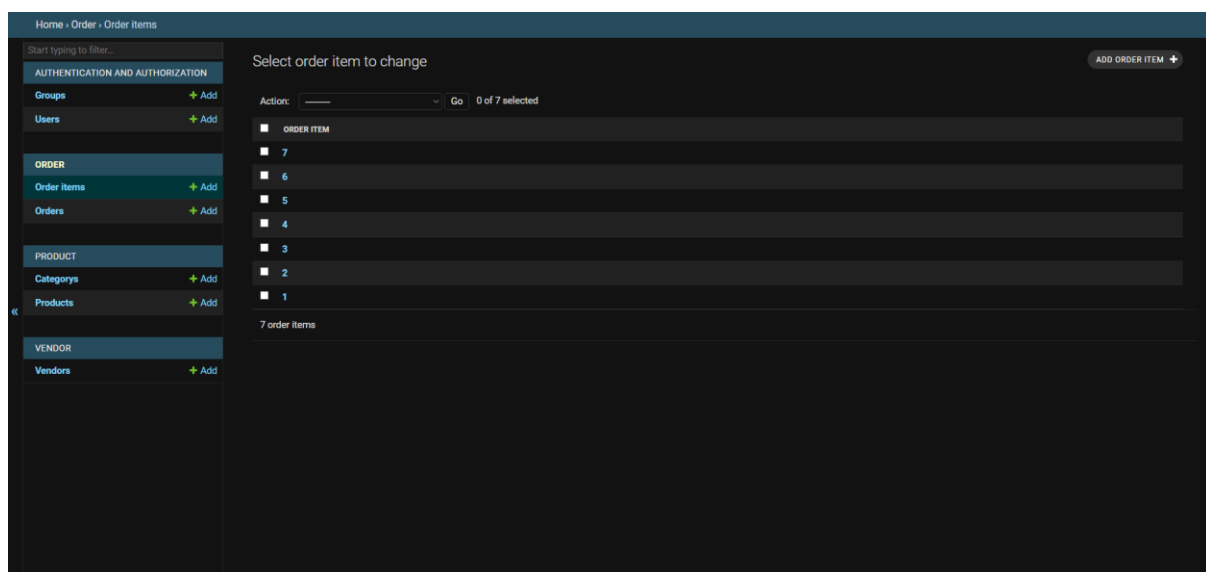 Home › Order › Order items
Start typing to filter...
AUTHENTICATION AND AUTHORIZATION
Groups + Add
Users + Add
ORDER
Order items + Add
Orders + Add
PRODUCT
Categorys + Add
Products + Add
VENDOR
Vendors + Add
«
Select order item to change
ADD ORDER ITEM +
Action: --------- Go 0 of 7 selected
ORDER ITEM
7
6
5
4
3
2
1
7 order items